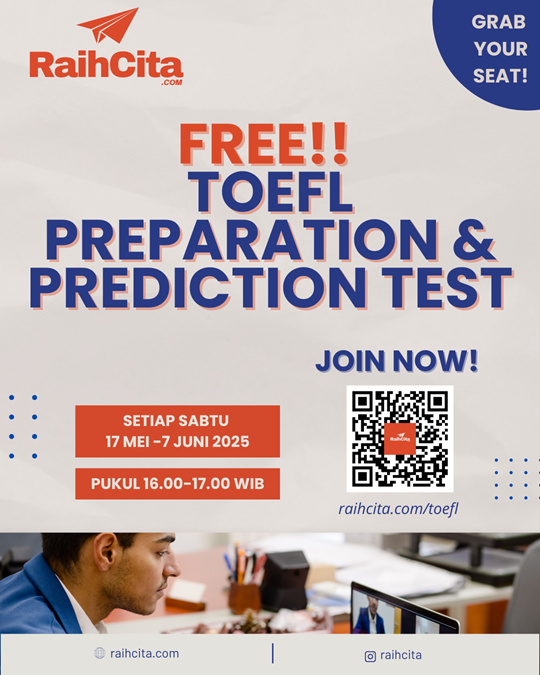 RaihCita
.COM
GRAB
YOUR
SEAT!
FREE!!
TOEFL
PREPARATION &
PREDICTION TEST
JOIN NOW!
SETIAP SABTU
17 MEI -7 JUNI 2025
PUKUL 16.00-17.00 WIB
RaihCita
raihcita.com/toefl
raihcita.com
raihcita